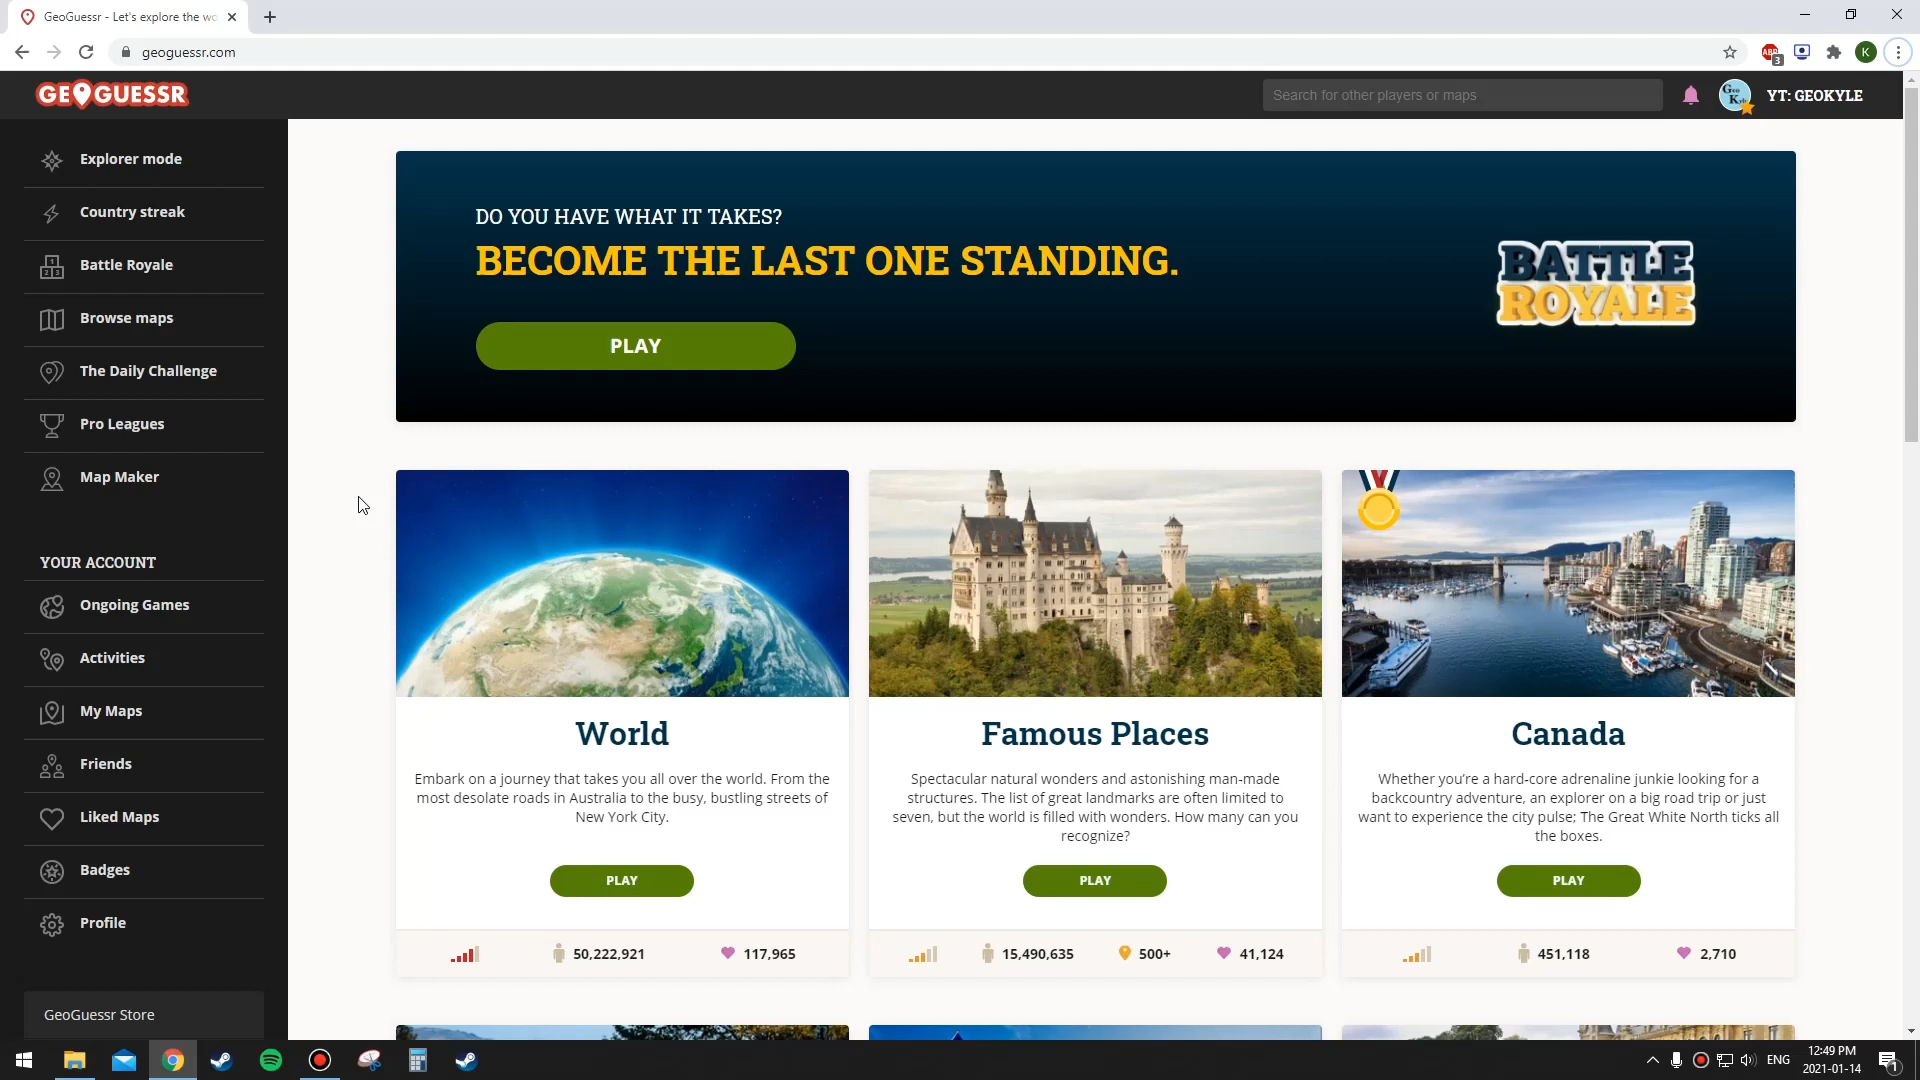 GeoGuessr - Let's explore the wo
geoguessr.com
ABP
3
K
GEOGUESSR
Search for other players or maps
Geo
Kyle
YT: GEOKYLE
Explorer mode
Country streak
Battle Royale
Browse maps
The Daily Challenge
Pro Leagues
Map Maker
YOUR ACCOUNT
Ongoing Games
Activities
My Maps
Friends
Liked Maps
Badges
Profile
GeoGuessr Store
DO YOU HAVE WHAT IT TAKES?
BECOME THE LAST ONE STANDING.
PLAY
BATTLE
ROYALE
World
Embark on a journey that takes you all over the world. From the
most desolate roads in Australia to the busy, bustling streets of
New York City.
PLAY
50,222,921
117,965
Famous Places
Spectacular natural wonders and astonishing man-made
structures. The list of great landmarks are often limited to
seven, but the world is filled with wonders. How many can you
recognize?
PLAY
15,490,635
500+
41,124
Canada
Whether you’re a hard-core adrenaline junkie looking for a
backcountry adventure, an explorer on a big road trip or just
want to experience the city pulse; The Great White North ticks all
the boxes.
PLAY
451,118
2,710
ENG
12:49 PM
2021-01-14
1